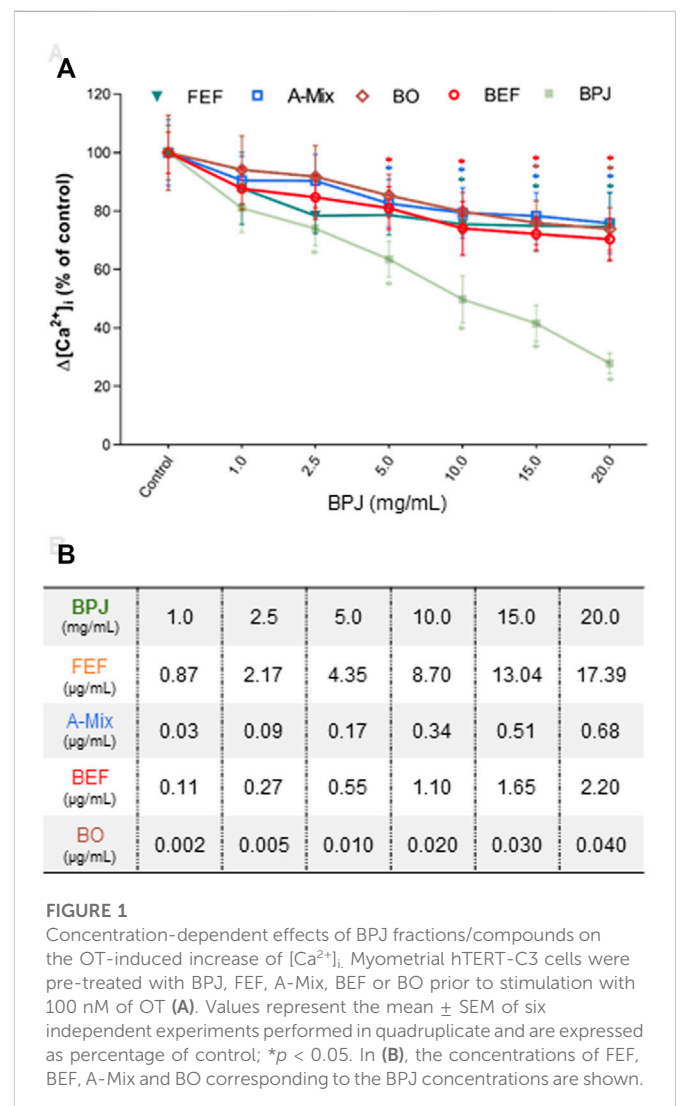 A
A
FEF A-Mix BO BEF BPJ
120
100
80
60
40
20
0
Δ[Ca²⁺]ᵢ (% of control)
Control 1.0 2.5 5.0 10.0 15.0 20.0
BPJ (mg/mL)
B
B
BPJ (mg/mL) 1.0 2.5 5.0 10.0 15.0 20.0
FEF (µg/mL) 0.87 2.17 4.35 8.70 13.04 17.39
A-Mix (µg/mL) 0.03 0.09 0.17 0.34 0.51 0.68
BEF (µg/mL) 0.11 0.27 0.55 1.10 1.65 2.20
BO (µg/mL) 0.002 0.005 0.010 0.020 0.030 0.040
FIGURE 1
Concentration-dependent effects of BPJ fractions/compounds on
the OT-induced increase of [Ca²⁺]ᵢ. Myometrial hTERT-C3 cells were
pre-treated with BPJ, FEF, A-Mix, BEF or BO prior to stimulation with
100 nM of OT (A). Values represent the mean ± SEM of six
independent experiments performed in quadruplicate and are expressed
as percentage of control; *p < 0.05. In (B), the concentrations of FEF,
BEF, A-Mix and BO corresponding to the BPJ concentrations are shown.